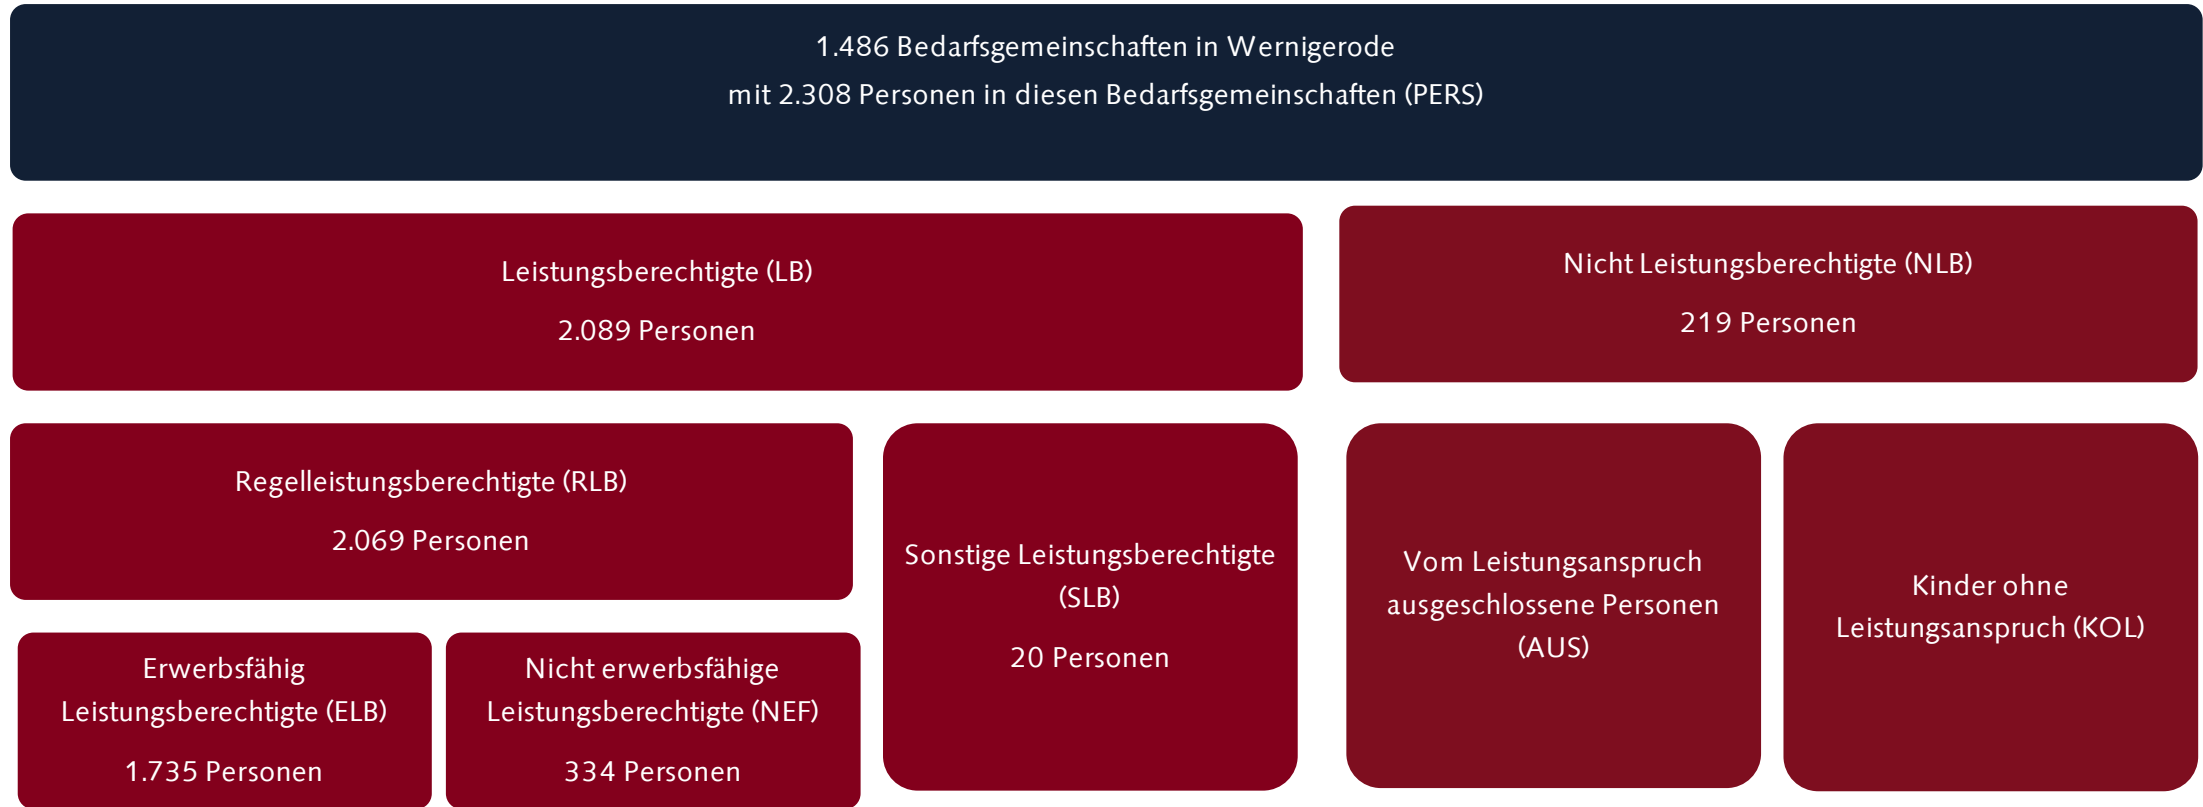 1.486 Bedarfsgemeinschaften in Wernigerode
mit 2.308 Personen in diesen Bedarfsgemeinschaften (PERS)
Leistungsberechtigte (LB)
2.089 Personen
Nicht Leistungsberechtigte (NLB)
219 Personen
Regelleistungsberechtigte (RLB)
2.069 Personen
Sonstige Leistungsberechtigte
(SLB)
20 Personen
Vom Leistungsanspruch
ausgeschlossene Personen
(AUS)
Kinder ohne
Leistungsanspruch (KOL)
Erwerbsfähig
Leistungsberechtigte (ELB)
1.735 Personen
Nicht erwerbsfähige
Leistungsberechtigte (NEF)
334 Personen